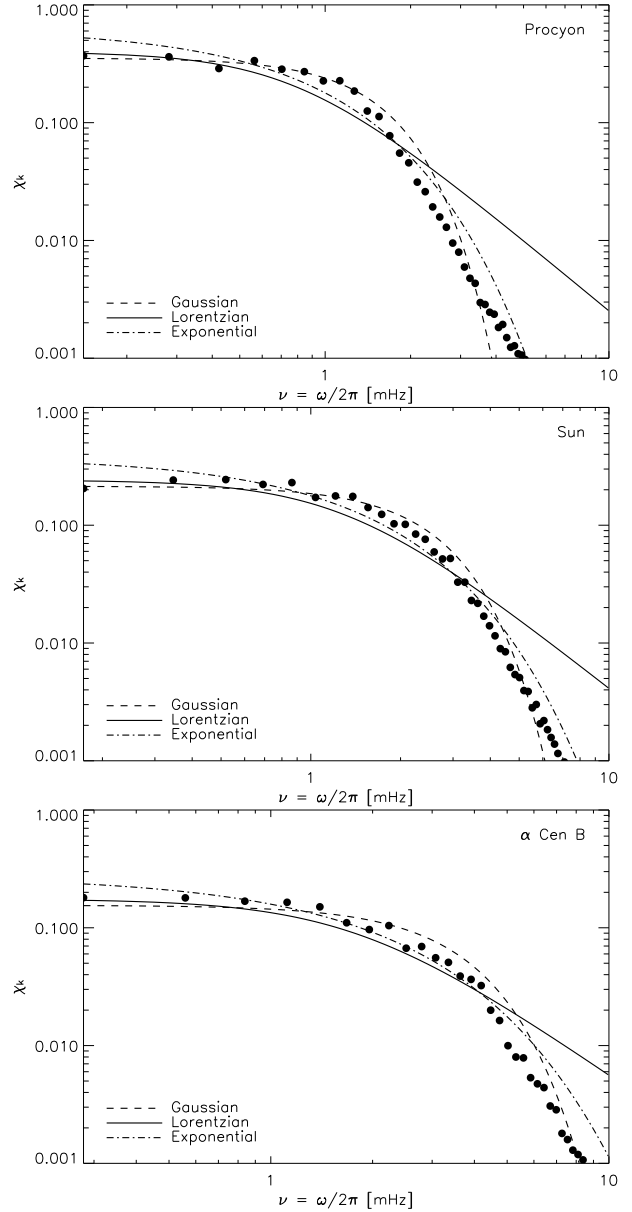 1.000
Procyon
0.100
χk
0.010
Gaussian
Lorentzian
Exponential
0.001
1
10
ν = ω/2π [mHz]
1.000
Sun
0.100
χk
0.010
Gaussian
Lorentzian
Exponential
0.001
1
10
ν = ω/2π [mHz]
1.000
α Cen B
0.100
χk
0.010
Gaussian
Lorentzian
Exponential
0.001
1
10
ν = ω/2π [mHz]